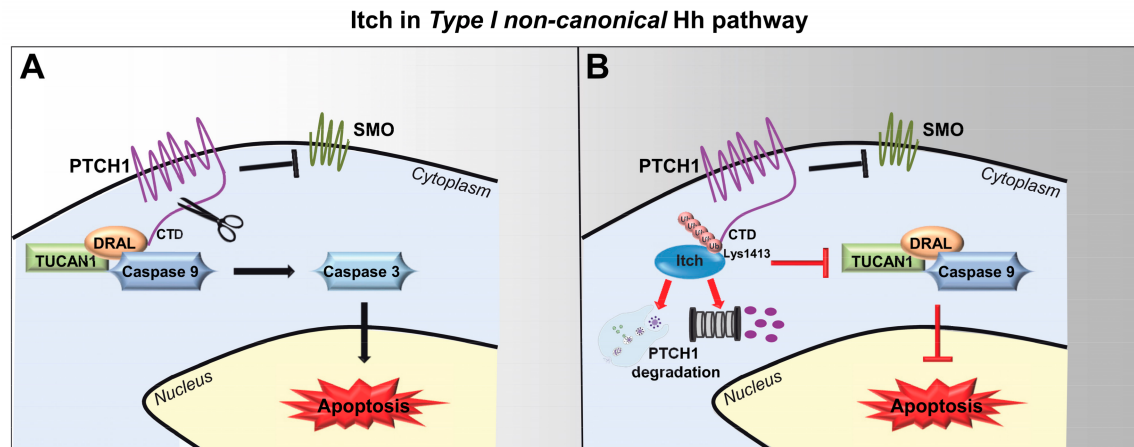 Itch in Type I non-canonical Hh pathway
A
PTCH1
SMO
Cytoplasm
CTD
DRAL
TUCAN1
Caspase 9
Caspase 3
Nucleus
Apoptosis
B
PTCH1
SMO
Cytoplasm
Ub
CTD
Lys1413
Itch
DRAL
TUCAN1
Caspase 9
PTCH1
degradation
Nucleus
Apoptosis